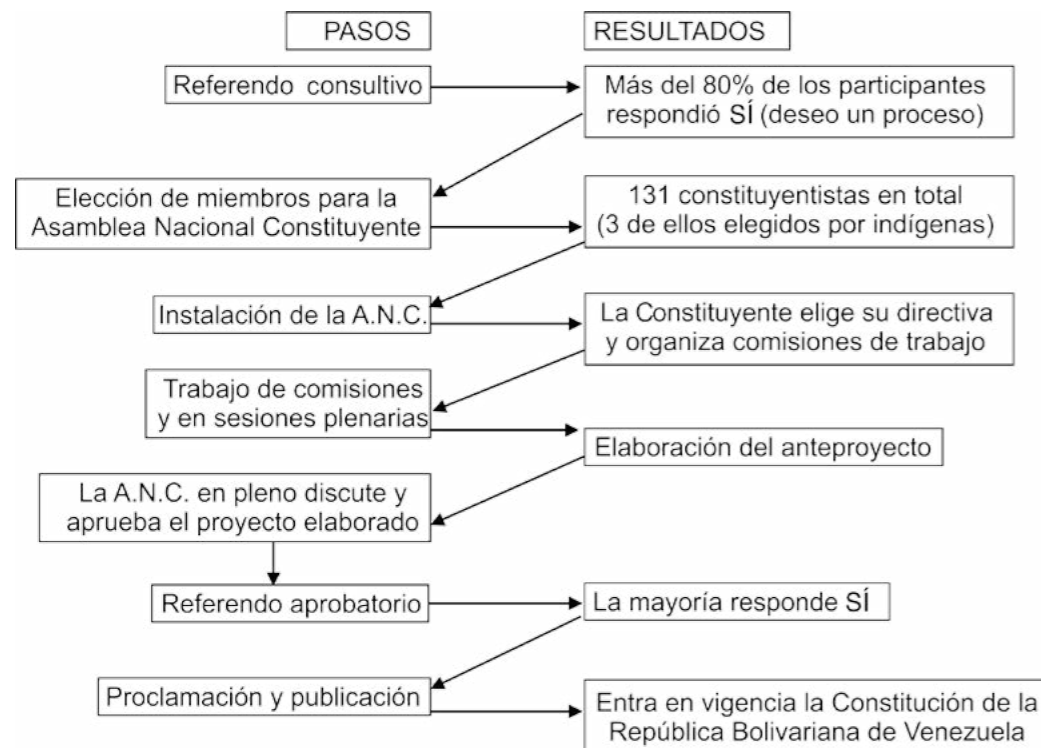 PASOS
RESULTADOS
Referendo consultivo
Más del 80% de los participantes
respondió SÍ (deseo un proceso)
Elección de miembros para la
Asamblea Nacional Constituyente
131 constituyentistas en total
(3 de ellos elegidos por indígenas)
Instalación de la A.N.C.
La Constituyente elige su directiva
y organiza comisiones de trabajo
Trabajo de comisiones
y en sesiones plenarias
Elaboración del anteproyecto
La A.N.C. en pleno discute y
aprueba el proyecto elaborado
Referendo aprobatorio
La mayoría responde SÍ
Proclamación y publicación
Entra en vigencia la Constitución de la
República Bolivariana de Venezuela